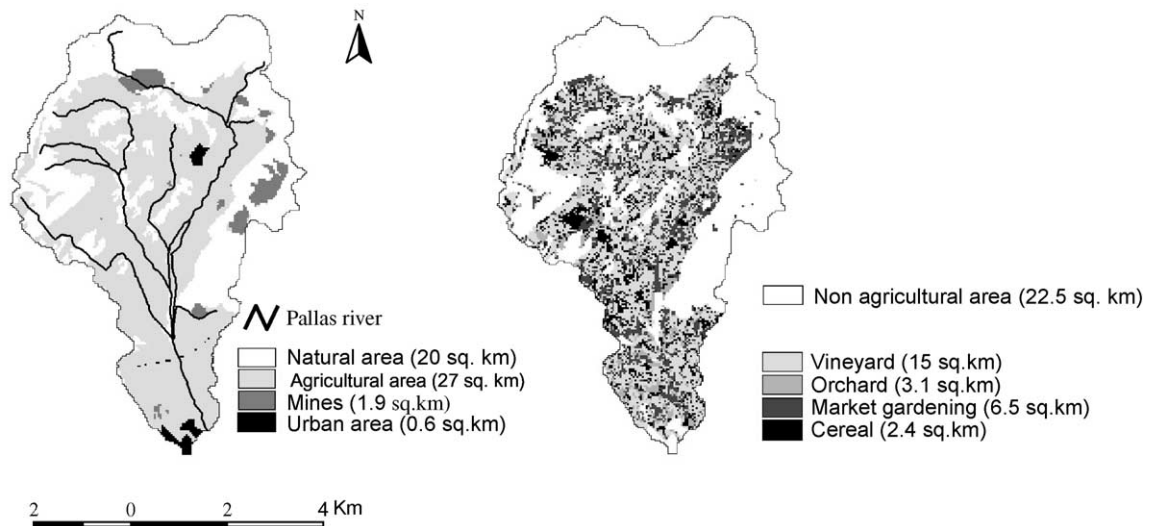 N
Pallas river
Natural area (20 sq. km)
Agricultural area (27 sq. km)
Mines (1.9 sq.km)
Urban area (0.6 sq.km)
2 0 2 4 Km
Non agricultural area (22.5 sq. km)
Vineyard (15 sq.km)
Orchard (3.1 sq.km)
Market gardening (6.5 sq.km)
Cereal (2.4 sq.km)